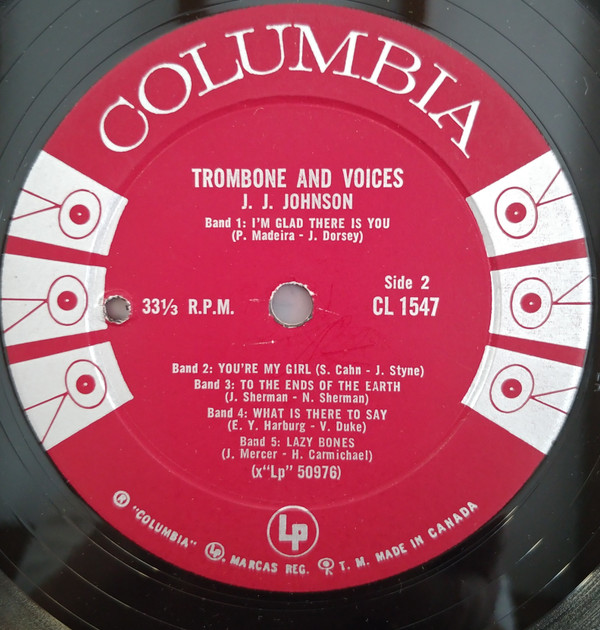 COLUMBIA
TROMBONE AND VOICES
J. J. JOHNSON
Band 1: I'M GLAD THERE IS YOU
(P. Madeira - J. Dorsey)
Side 2
33⅓ R.P.M.
CL 1547
Band 2: YOU'RE MY GIRL (S. Cahn - J. Styne)
Band 3: TO THE ENDS OF THE EARTH
(J. Sherman - N. Sherman)
Band 4: WHAT IS THERE TO SAY
(E. Y. Harburg - V. Duke)
Band 5: LAZY BONES
(J. Mercer - H. Carmichael)
(x"Lp" 50976)
Lp
® "COLUMBIA" Lp, MARCAS REG. ® T. M. MADE IN CANADA